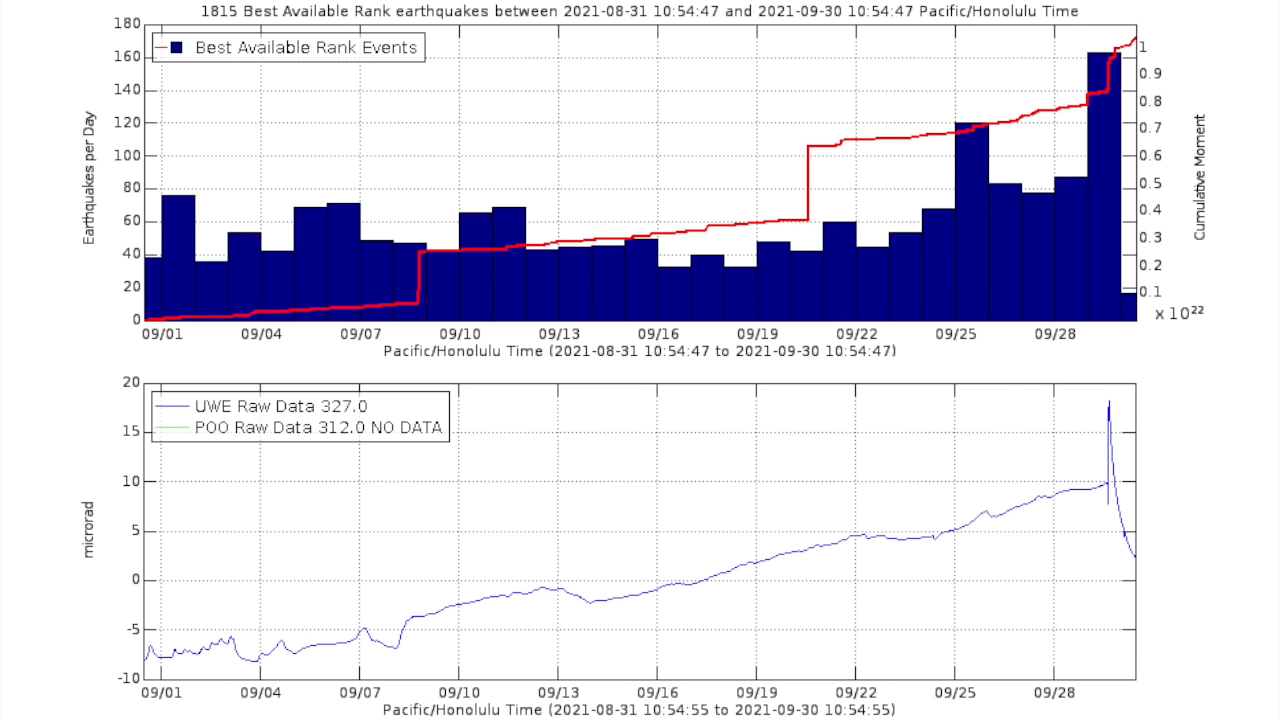 1815 Best Available Rank earthquakes between 2021-08-31 10:54:47 and 2021-09-30 10:54:47 Pacific/Honolulu Time
Best Available Rank Events
180
160
140
120
100
80
60
40
20
0
Earthquakes per Day
1
0.9
0.8
0.7
0.6
0.5
0.4
0.3
0.2
0.1
x 10²²
Cumulative Moment
09/01 09/04 09/07 09/10 09/13 09/16 09/19 09/22 09/25 09/28
Pacific/Honolulu Time (2021-08-31 10:54:47 to 2021-09-30 10:54:47)
UWE Raw Data 327.0
POO Raw Data 312.0 NO DATA
20
15
10
5
0
-5
-10
microrad
09/01 09/04 09/07 09/10 09/13 09/16 09/19 09/22 09/25 09/28
Pacific/Honolulu Time (2021-08-31 10:54:55 to 2021-09-30 10:54:55)